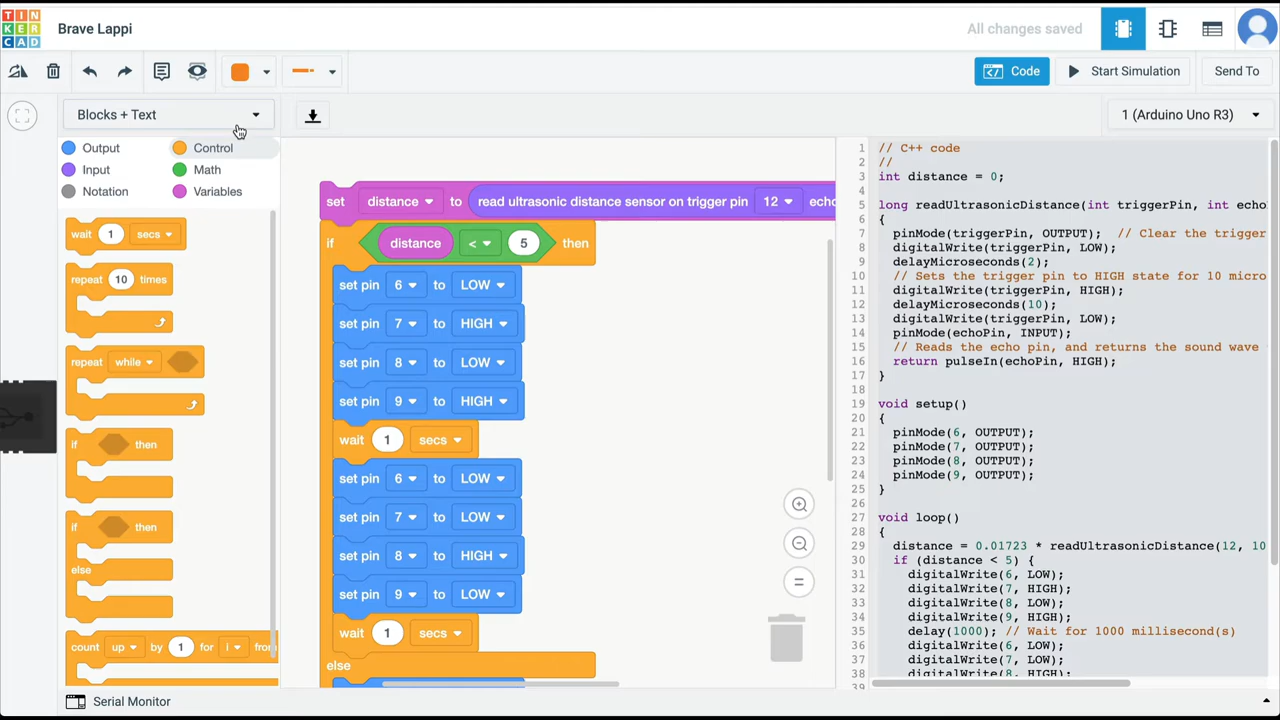 TIN
KER
CAD
Brave Lappi
All changes saved
Code
Start Simulation
Send To
Blocks + Text
1 (Arduino Uno R3)
Output
Control
Input
Math
Notation
Variables
wait 1 secs
repeat 10 times
repeat while
if then
if then
else
count up by 1 for i from
set distance to read ultrasonic distance sensor on trigger pin 12 echo
if distance < 5 then
set pin 6 to LOW
set pin 7 to HIGH
set pin 8 to LOW
set pin 9 to HIGH
wait 1 secs
set pin 6 to LOW
set pin 7 to LOW
set pin 8 to HIGH
set pin 9 to LOW
wait 1 secs
else
1 // C++ code
2 //
3 int distance = 0;
4
5 long readUltrasonicDistance(int triggerPin, int echo
6 {
7 pinMode(triggerPin, OUTPUT); // Clear the trigger
8 digitalWrite(triggerPin, LOW);
9 delayMicroseconds(2);
10 // Sets the trigger pin to HIGH state for 10 micro
11 digitalWrite(triggerPin, HIGH);
12 delayMicroseconds(10);
13 digitalWrite(triggerPin, LOW);
14 pinMode(echoPin, INPUT);
15 // Reads the echo pin, and returns the sound wave
16 return pulseIn(echoPin, HIGH);
17 }
18
19 void setup()
20 {
21 pinMode(6, OUTPUT);
22 pinMode(7, OUTPUT);
23 pinMode(8, OUTPUT);
24 pinMode(9, OUTPUT);
25 }
26
27 void loop()
28 {
29 distance = 0.01723 * readUltrasonicDistance(12, 10
30 if (distance < 5) {
31 digitalWrite(6, LOW);
32 digitalWrite(7, HIGH);
33 digitalWrite(8, LOW);
34 digitalWrite(9, HIGH);
35 delay(1000); // Wait for 1000 millisecond(s)
36 digitalWrite(6, LOW);
37 digitalWrite(7, LOW);
38 digitalWrite(8, HIGH);
39
Serial Monitor